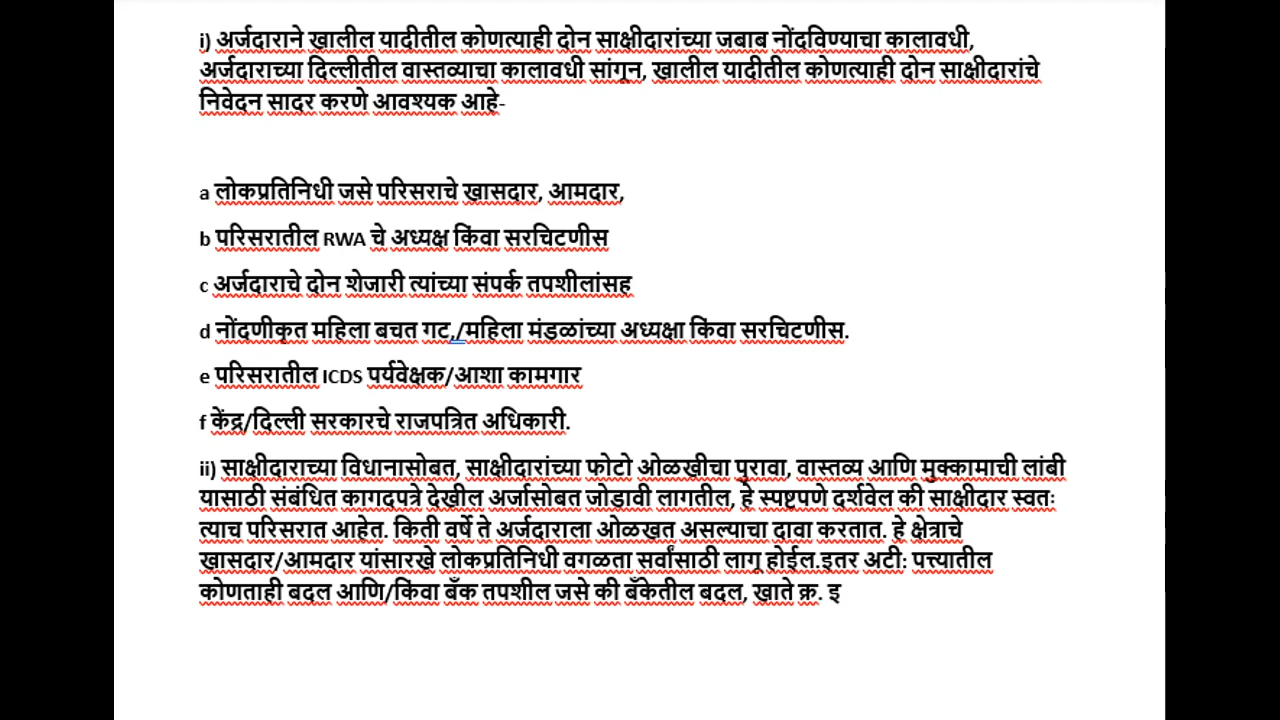 i) अर्जदाराने खालील यादीतील कोणत्याही दोन साक्षीदारांच्या जबाब नोंदविण्याचा कालावधी,
अर्जदाराच्या दिल्लीतील वास्तव्याचा कालावधी सांगून, खालील यादीतील कोणत्याही दोन साक्षीदारांचे
निवेदन सादर करणे आवश्यक आहे-
a लोकप्रतिनिधी जसे परिसराचे खासदार, आमदार,
b परिसरातील RWA चे अध्यक्ष किंवा सरचिटणीस
c अर्जदाराचे दोन शेजारी त्यांच्या संपर्क तपशीलांसह
d नोंदणीकृत महिला बचत गट,/महिला मंडळांच्या अध्यक्षा किंवा सरचिटणीस.
e परिसरातील ICDS पर्यवेक्षक/आशा कामगार
f केंद्र/दिल्ली सरकारचे राजपत्रित अधिकारी.
ii) साक्षीदाराच्या विधानासोबत, साक्षीदारांच्या फोटो ओळखीचा पुरावा, वास्तव्य आणि मुक्कामाची लांबी
यासाठी संबंधित कागदपत्रे देखील अर्जासोबत जोडावी लागतील, हे स्पष्टपणे दर्शवेल की साक्षीदार स्वतः
त्याच परिसरात आहेत. किती वर्षे ते अर्जदाराला ओळखत असल्याचा दावा करतात. हे क्षेत्राचे
खासदार/आमदार यांसारखे लोकप्रतिनिधी वगळता सर्वांसाठी लागू होईल.इतर अटी: पत्त्यातील
कोणताही बदल आणि/किंवा बँक तपशील जसे की बँकेतील बदल, खाते क्र. इ